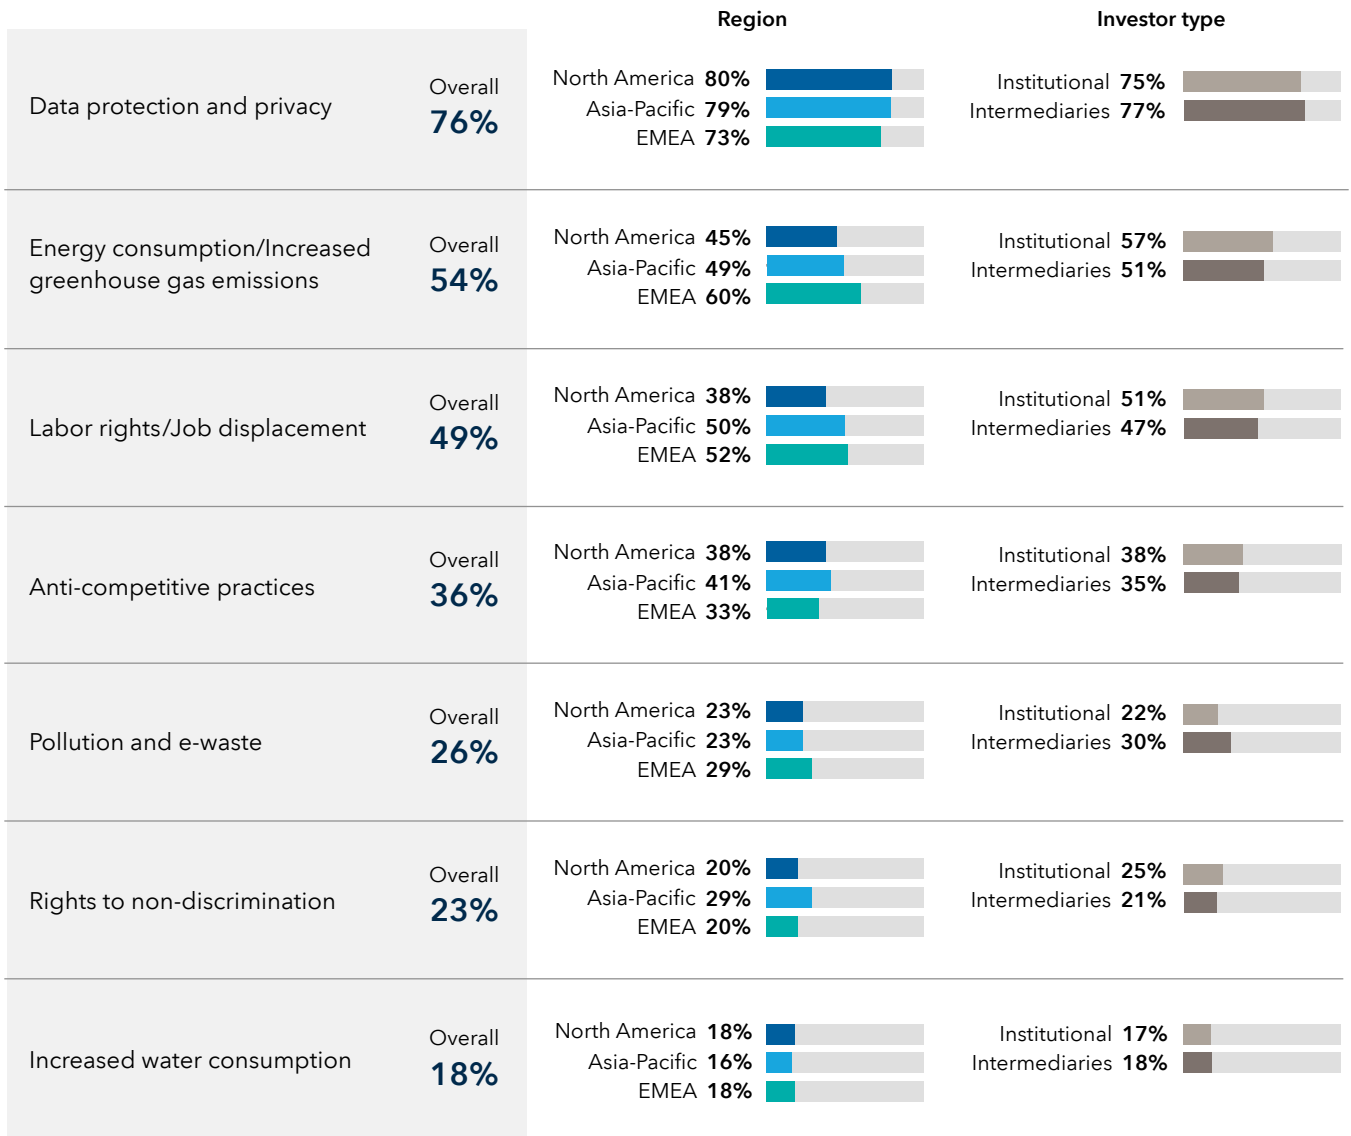 Region
Investor type
Data protection and privacy
Overall
76%
North America 80%
Asia-Pacific 79%
EMEA 73%
Institutional 75%
Intermediaries 77%
Energy consumption/Increased
greenhouse gas emissions
Overall
54%
North America 45%
Asia-Pacific 49%
EMEA 60%
Institutional 57%
Intermediaries 51%
Labor rights/Job displacement
Overall
49%
North America 38%
Asia-Pacific 50%
EMEA 52%
Institutional 51%
Intermediaries 47%
Anti-competitive practices
Overall
36%
North America 38%
Asia-Pacific 41%
EMEA 33%
Institutional 38%
Intermediaries 35%
Pollution and e-waste
Overall
26%
North America 23%
Asia-Pacific 23%
EMEA 29%
Institutional 22%
Intermediaries 30%
Rights to non-discrimination
Overall
23%
North America 20%
Asia-Pacific 29%
EMEA 20%
Institutional 25%
Intermediaries 21%
Increased water consumption
Overall
18%
North America 18%
Asia-Pacific 16%
EMEA 18%
Institutional 17%
Intermediaries 18%